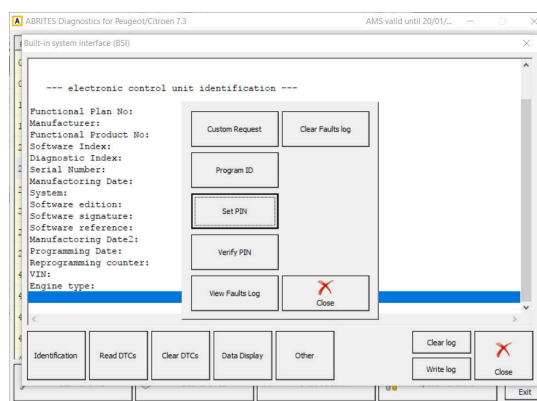 A ABRITES Diagnostics for Peugeot/Citroen 7.3 AMS valid until 20/01/...
Built-in system interface (BSI)
--- electronic control unit identification ---
Functional Plan No:
Manufacturer:
Functional Product No:
Software Index:
Diagnostic Index:
Serial Number:
Manufactoring Date:
System:
Software edition:
Software signature:
Software reference:
Manufactoring Date2:
Programming Date:
Reprogramming counter:
VIN:
Engine type:
Custom Request Clear Faults log
Program ID
Set PIN
Verify PIN
View Faults Log Close
Identification Read DTCs Clear DTCs Data Display Other Clear log
Write log
Close
Exit